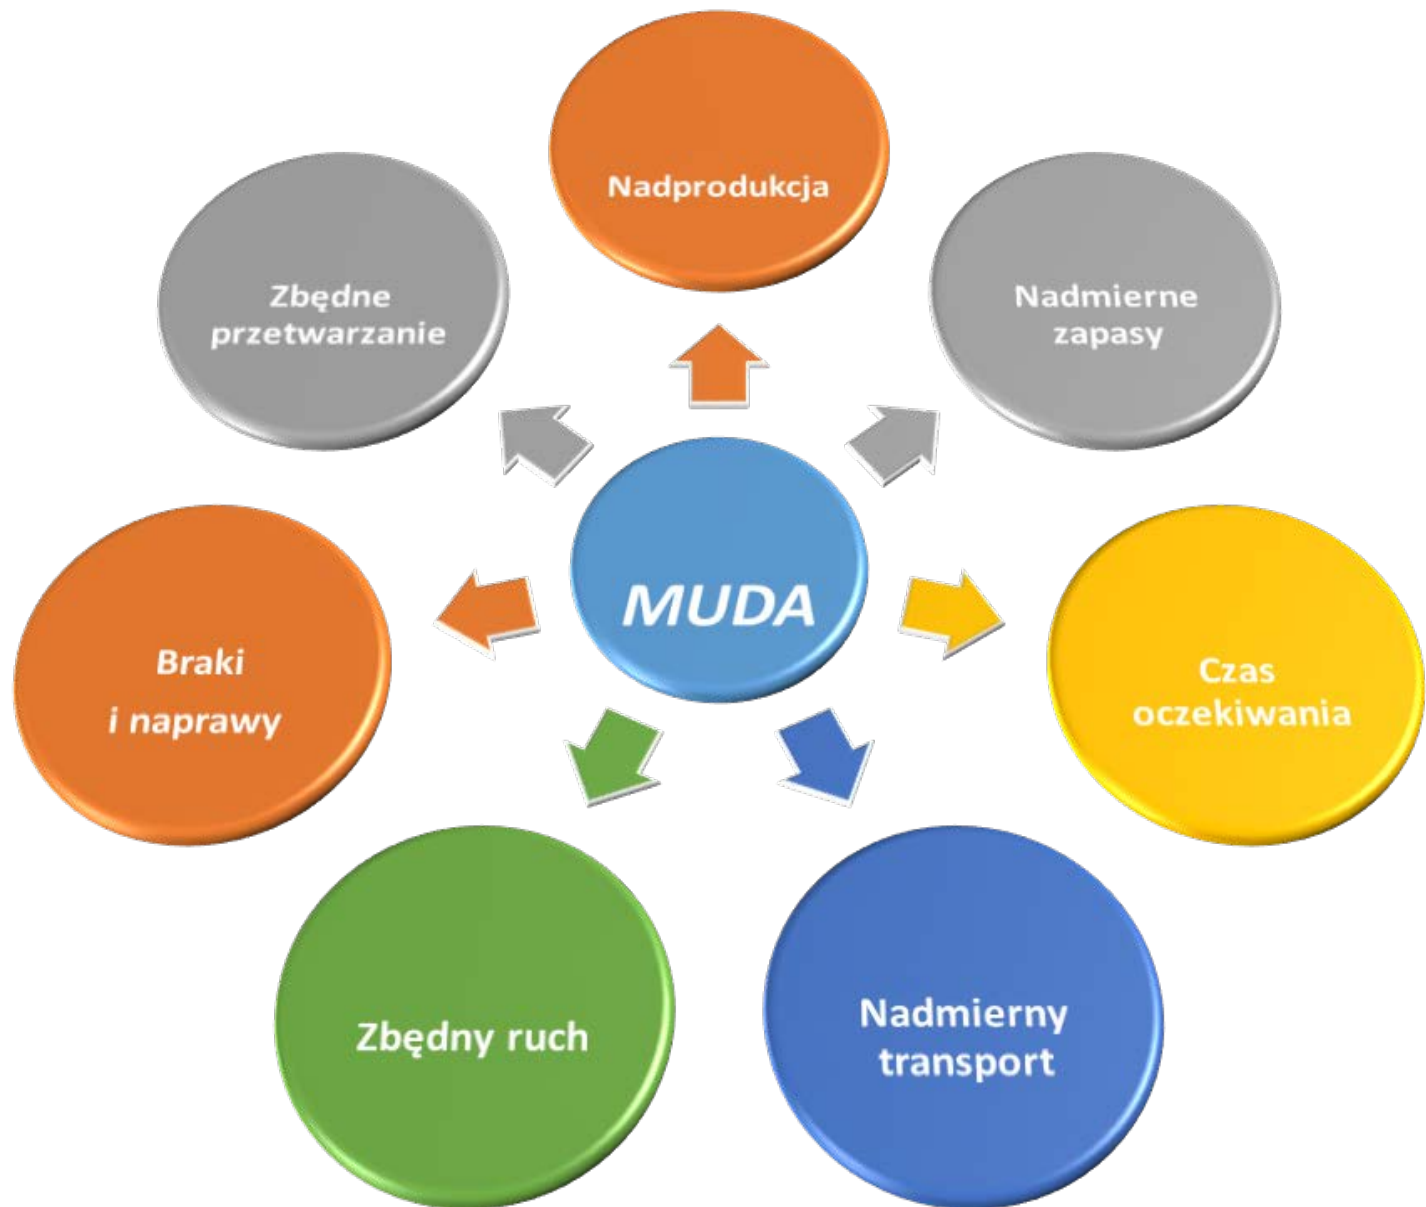 Nadprodukcja
Zbędne
przetwarzanie
Nadmierne
zapasy
MUDA
Braki
i naprawy
Czas
oczekiwania
Zbędny ruch
Nadmierny
transport